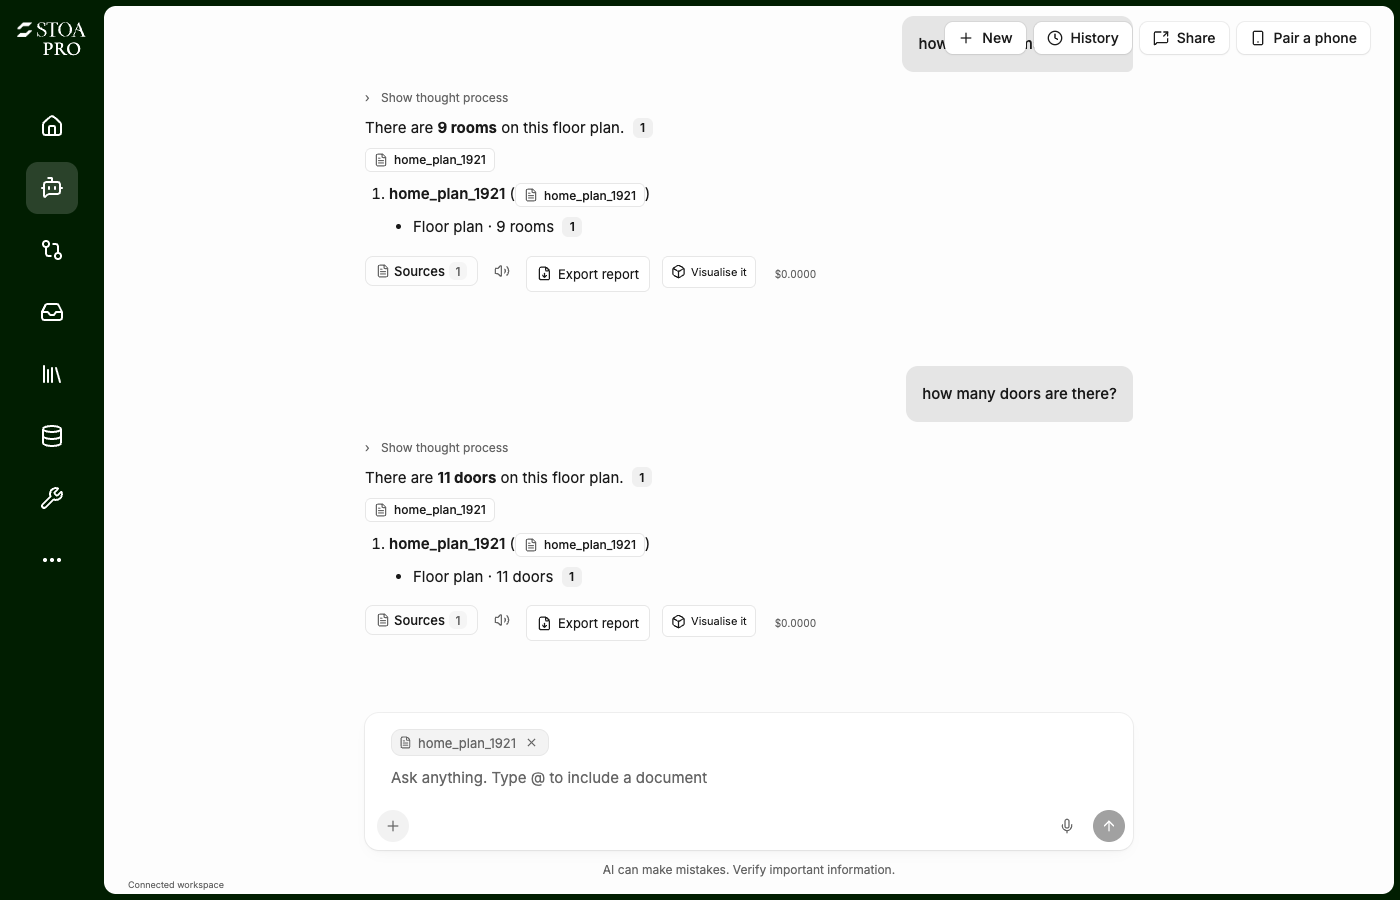 STOA
PRO
how
New
History
Share
Pair a phone
Show thought process
There are 9 rooms on this floor plan. 1
home_plan_1921
1. home_plan_1921 ( home_plan_1921 )
• Floor plan · 9 rooms 1
Sources 1
Export report
Visualise it
$0.0000
how many doors are there?
Show thought process
There are 11 doors on this floor plan. 1
home_plan_1921
1. home_plan_1921 ( home_plan_1921 )
• Floor plan · 11 doors 1
Sources 1
Export report
Visualise it
$0.0000
home_plan_1921
Ask anything. Type @ to include a document
AI can make mistakes. Verify important information.
Connected workspace